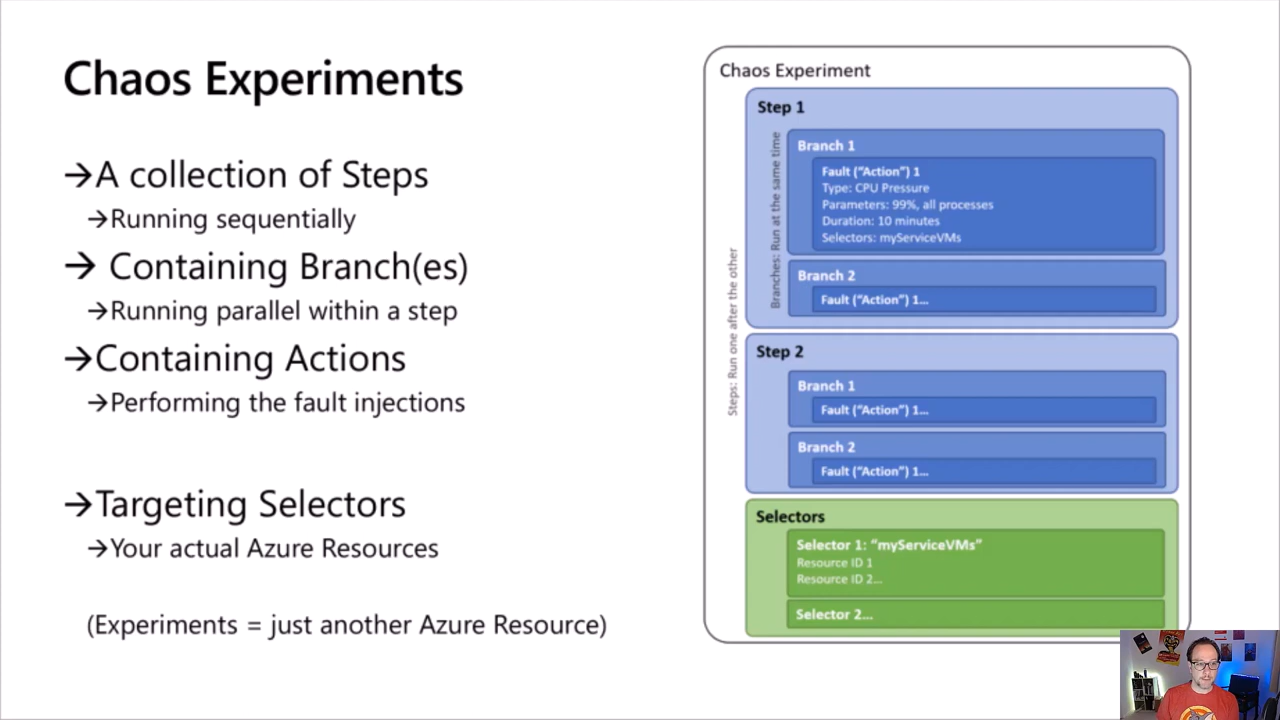 Chaos Experiments
→A collection of Steps
→Running sequentially
→ Containing Branch(es)
→Running parallel within a step
→Containing Actions
→Performing the fault injections
→Targeting Selectors
→Your actual Azure Resources
(Experiments = just another Azure Resource)
Chaos Experiment
Steps: Run one after the other
Step 1
Branches: Run at the same time
Branch 1
Fault (“Action”) 1
Type: CPU Pressure
Parameters: 99%, all processes
Duration: 10 minutes
Selectors: myServiceVMs
Branch 2
Fault (“Action”) 1...
Step 2
Branch 1
Fault (“Action”) 1...
Branch 2
Fault (“Action”) 1...
Selectors
Selector 1: “myServiceVMs”
Resource ID 1
Resource ID 2...
Selector 2...